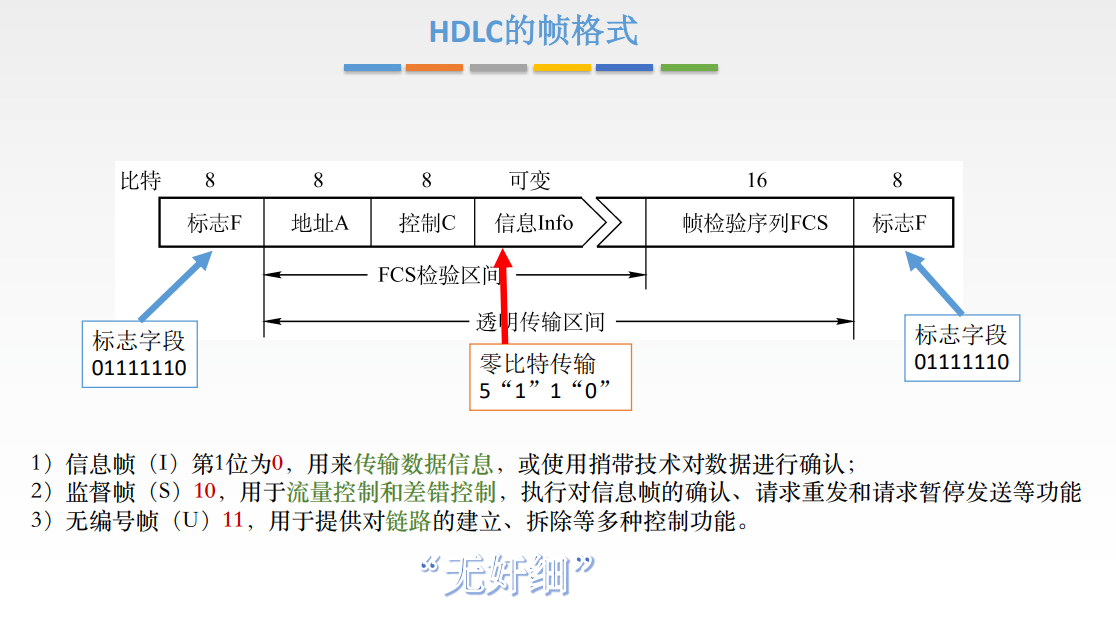 HDLC的帧格式
比特 8 8 8 可变 16 8
标志F 地址A 控制C 信息Info 帧检验序列FCS 标志F
FCS检验区间
透明传输区间
标志字段
01111110
零比特传输
5“1”1“0”
标志字段
01111110
1）信息帧（I）第1位为0，用来传输数据信息，或使用捎带技术对数据进行确认；
2）监督帧（S）10，用于流量控制和差错控制，执行对信息帧的确认、请求重发和请求暂停发送等功能
3）无编号帧（U）11，用于提供对链路的建立、拆除等多种控制功能。
“无奸细”